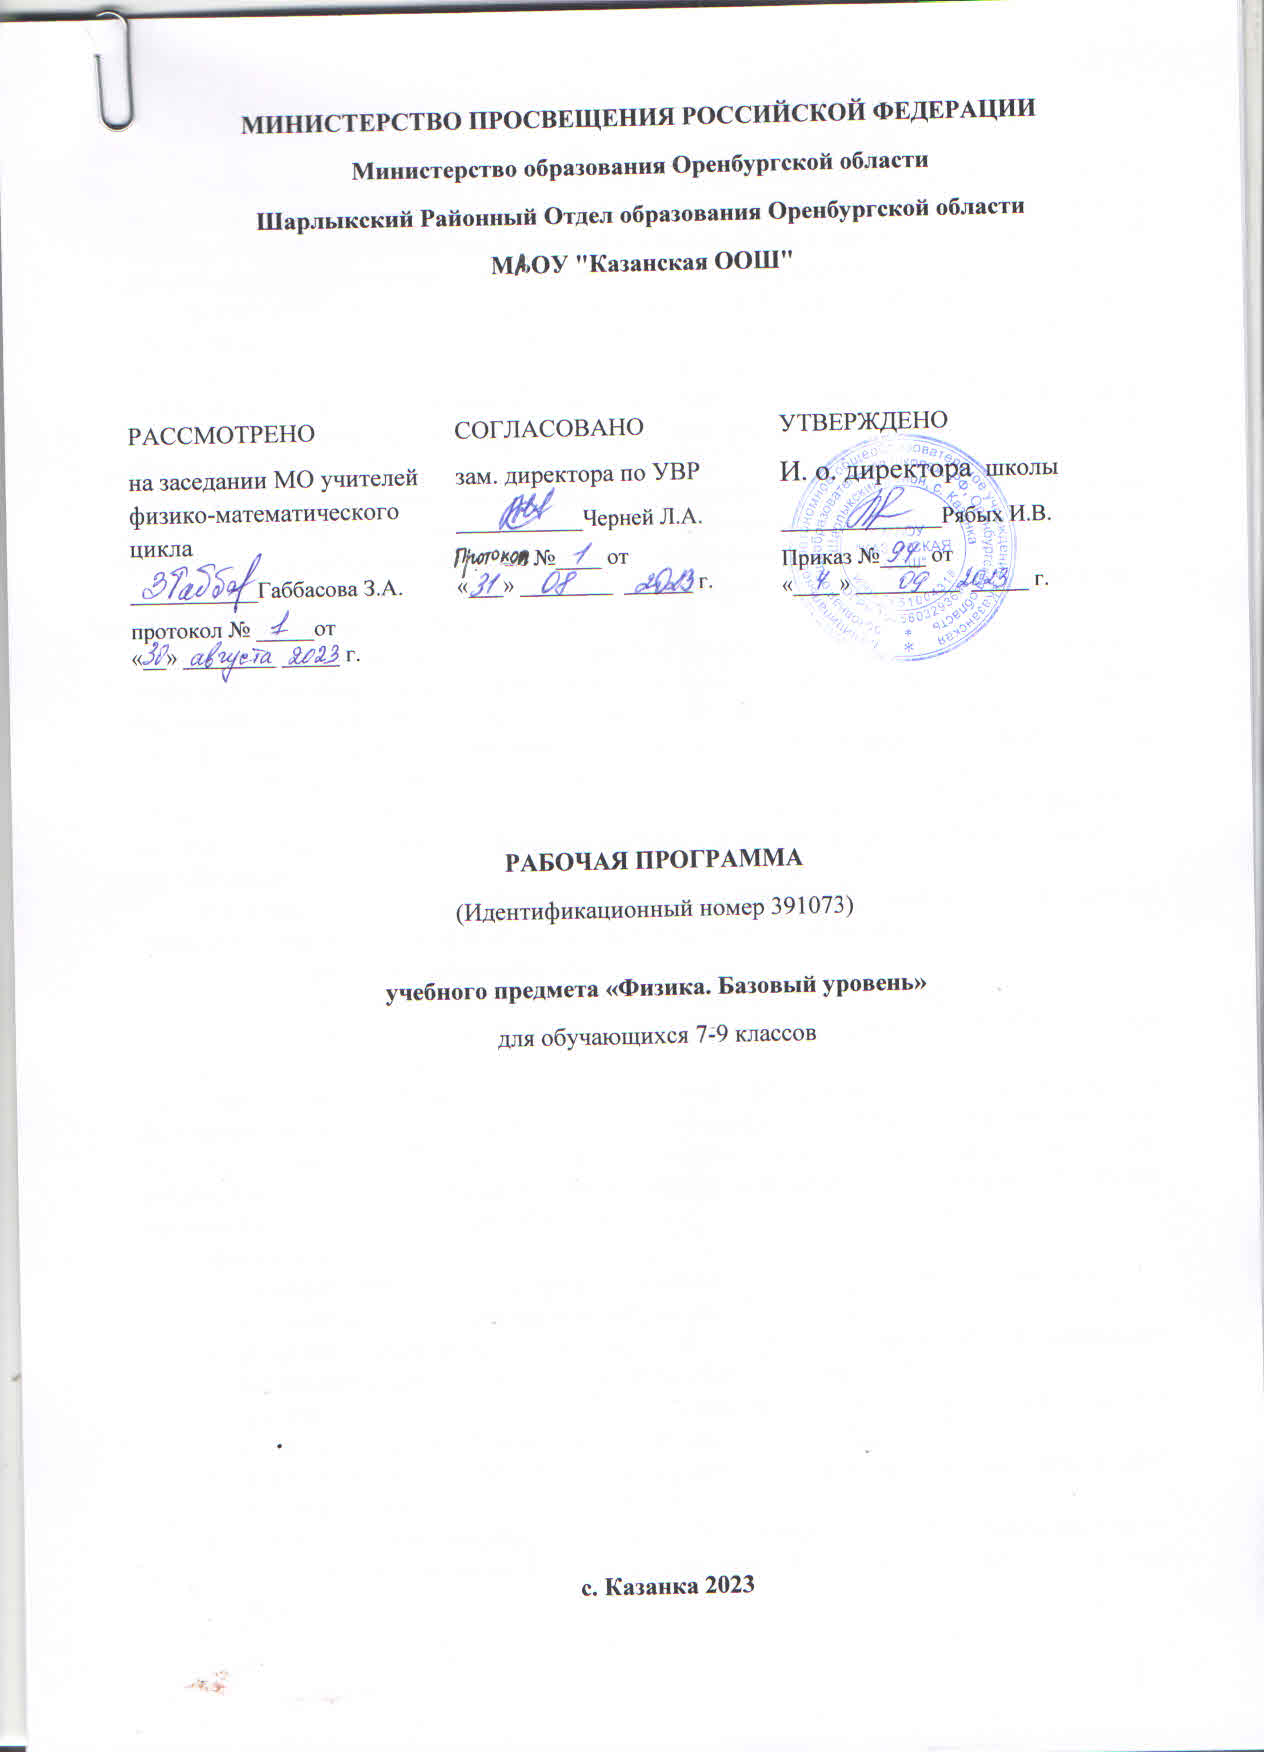 МИНИСТЕРСТВО ПРОСВЕЩЕНИЯ РОССИЙСКОЙ ФЕДЕРАЦИИ
Министерство образования Оренбургской области
Шарлыкский Районный Отдел образования Оренбургской области
МАОУ "Казанская ООШ"
РАССМОТРЕНО
на заседании МО учителей
физико-математического
цикла
Габбасова З.А.
протокол № 1 от
«30» августа 2023 г.
СОГЛАСОВАНО
зам. директора по УВР
Черней Л.А.
Протокол № 1 от
«31» 08 2023 г.
УТВЕРЖДЕНО
И. о. директора школы
Рябых И.В.
Приказ № 94 от
«4» 09 2023 г.
РАБОЧАЯ ПРОГРАММА
(Идентификационный номер 391073)
учебного предмета «Физика. Базовый уровень»
для обучающихся 7-9 классов
с. Казанка 2023